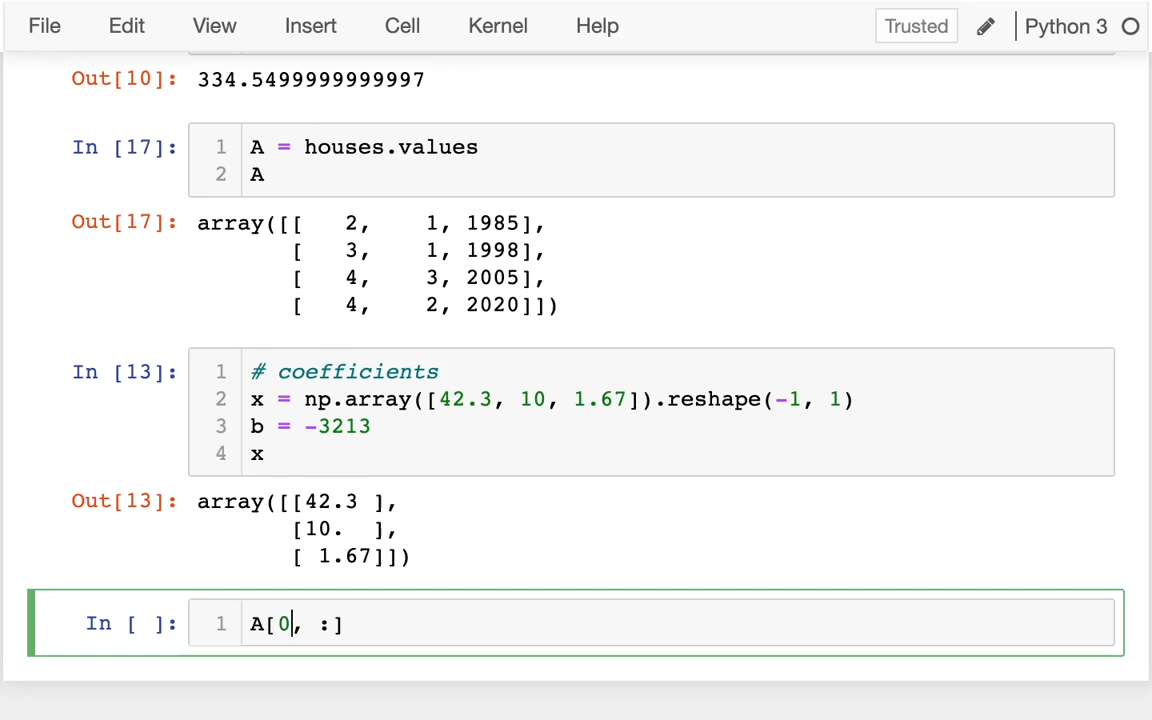 File Edit View Insert Cell Kernel Help Trusted Python 3
Out[10]: 334.5499999999997
In [17]: 1 A = houses.values
2 A
Out[17]: array([[   2,    1, 1985],
[   3,    1, 1998],
[   4,    3, 2005],
[   4,    2, 2020]])
In [13]: 1 # coefficients
2 x = np.array([42.3, 10, 1.67]).reshape(-1, 1)
3 b = -3213
4 x
Out[13]: array([[42.3 ],
[10.  ],
[ 1.67]])
In [ ]: 1 A[0, :]